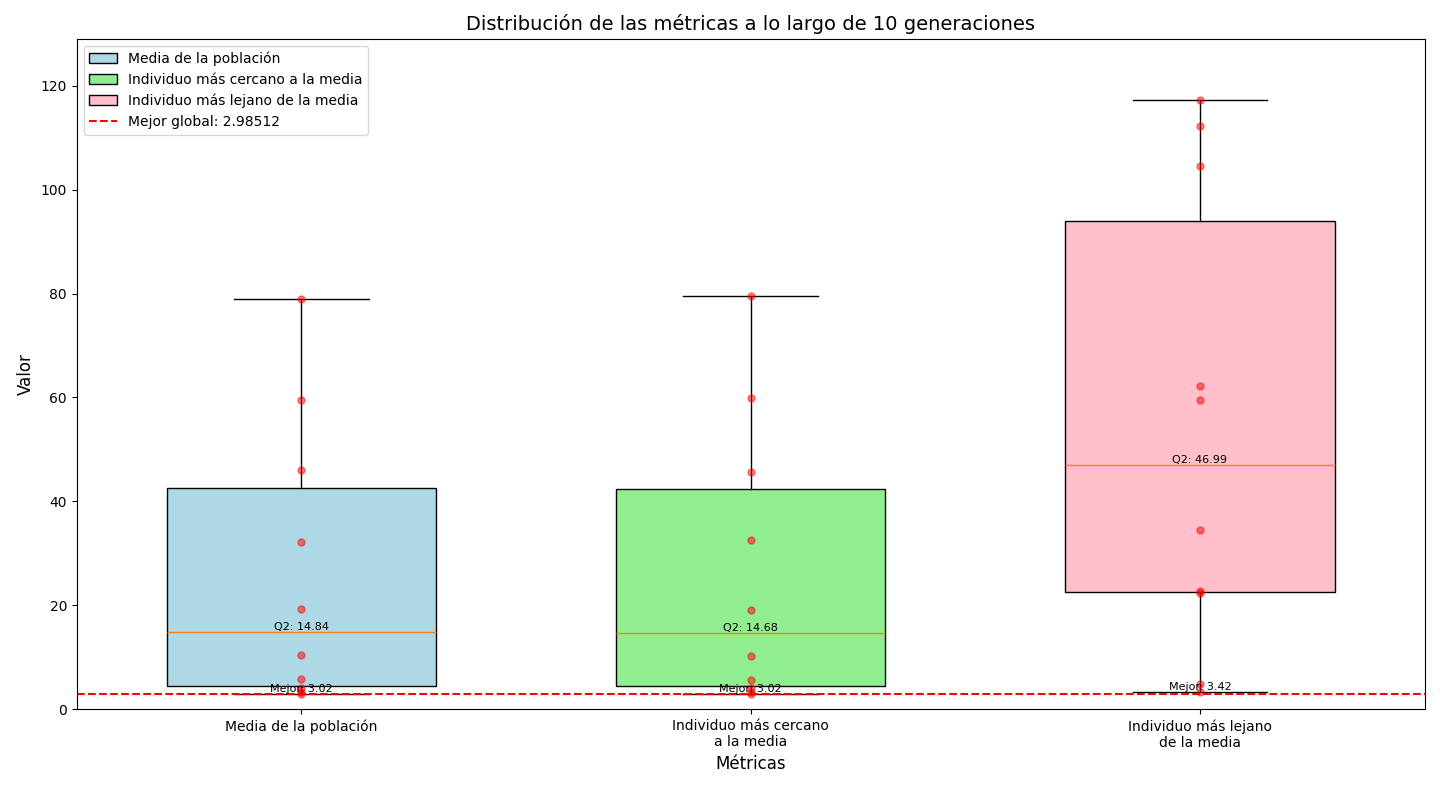 Distribución de las métricas a lo largo de 10 generaciones
Media de la población
Individuo más cercano a la media
Individuo más lejano de la media
Mejor global: 2.98512
Valor
120
100
80
60
40
20
0
Q2: 14.84
Mejor: 3.02
Q2: 14.68
Mejor: 3.02
Q2: 46.99
Mejor: 3.42
Media de la población
Individuo más cercano
a la media
Individuo más lejano
de la media
Métricas